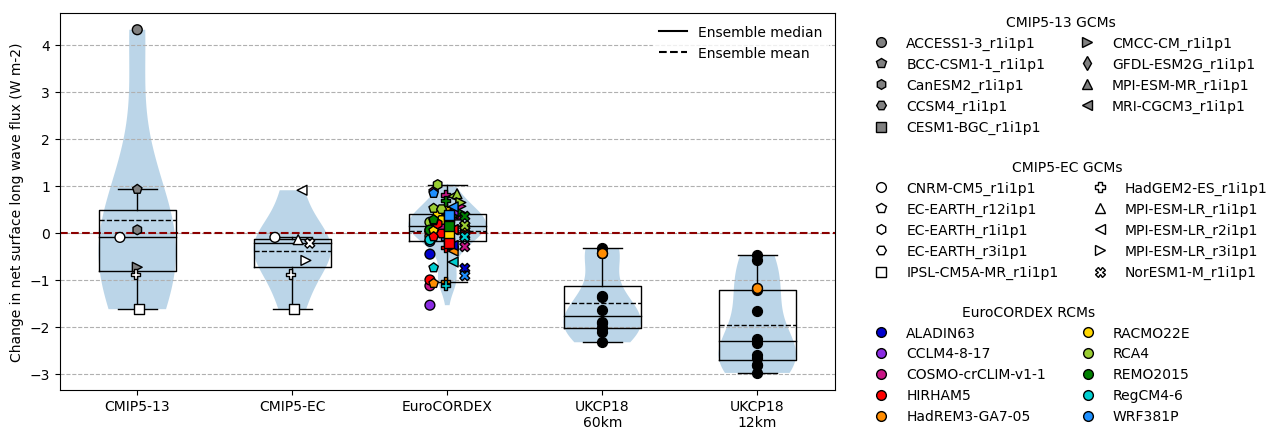 Change in net surface long wave flux (W m-2)
4
3
2
1
0
−1
−2
−3
Ensemble median
Ensemble mean
CMIP5-13
CMIP5-EC
EuroCORDEX
UKCP18
60km
UKCP18
12km
CMIP5-13 GCMs
ACCESS1-3_r1i1p1
BCC-CSM1-1_r1i1p1
CanESM2_r1i1p1
CCSM4_r1i1p1
CESM1-BGC_r1i1p1
CMCC-CM_r1i1p1
GFDL-ESM2G_r1i1p1
MPI-ESM-MR_r1i1p1
MRI-CGCM3_r1i1p1
CMIP5-EC GCMs
CNRM-CM5_r1i1p1
EC-EARTH_r12i1p1
EC-EARTH_r1i1p1
EC-EARTH_r3i1p1
IPSL-CM5A-MR_r1i1p1
HadGEM2-ES_r1i1p1
MPI-ESM-LR_r1i1p1
MPI-ESM-LR_r2i1p1
MPI-ESM-LR_r3i1p1
NorESM1-M_r1i1p1
EuroCORDEX RCMs
ALADIN63
CCLM4-8-17
COSMO-crCLIM-v1-1
HIRHAM5
HadREM3-GA7-05
RACMO22E
RCA4
REMO2015
RegCM4-6
WRF381P